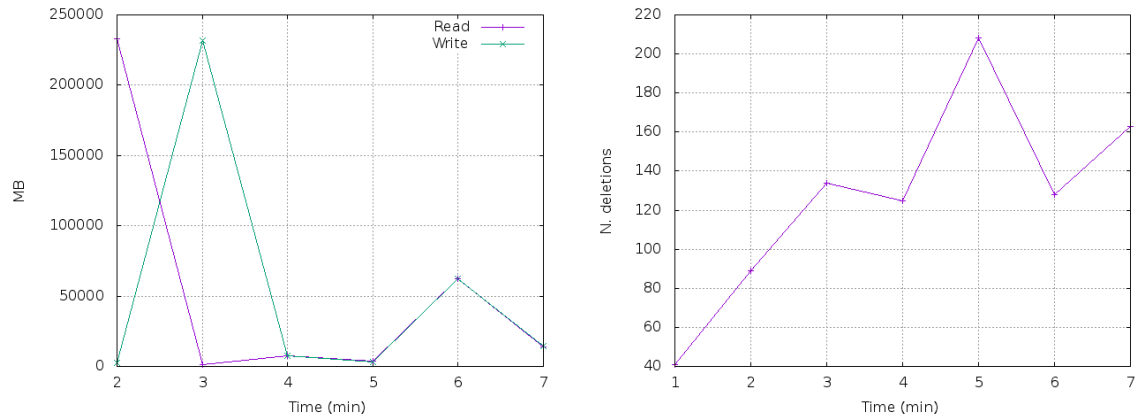 250000
200000
150000
100000
50000
0
2 3 4 5 6 7
MB
Time (min)
Read
Write
220
200
180
160
140
120
100
80
60
40
1 2 3 4 5 6 7
N. deletions
Time (min)